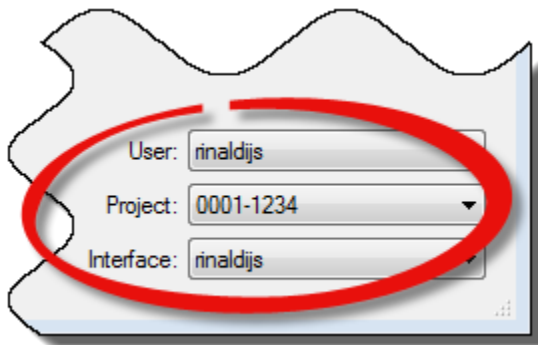 User: rinaldijs
Project: 0001-1234
Interface: rinaldijs